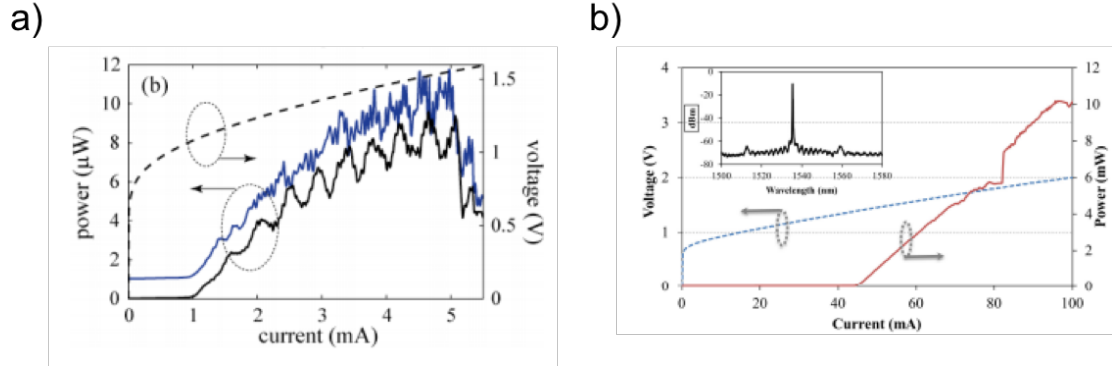 a)
b)
(b)
12
10
8
6
4
2
0
power (μW)
1.5
1
0.5
0
voltage (V)
0 1 2 3 4 5
current (mA)
4
3
2
1
0
Voltage (V)
12
10
8
6
4
2
0
Power (mW)
0 20 40 60 80 100
Current (mA)
0
-20
-40
-60
-80
dBm
1500 1520 1540 1560 1580
Wavelength (nm)